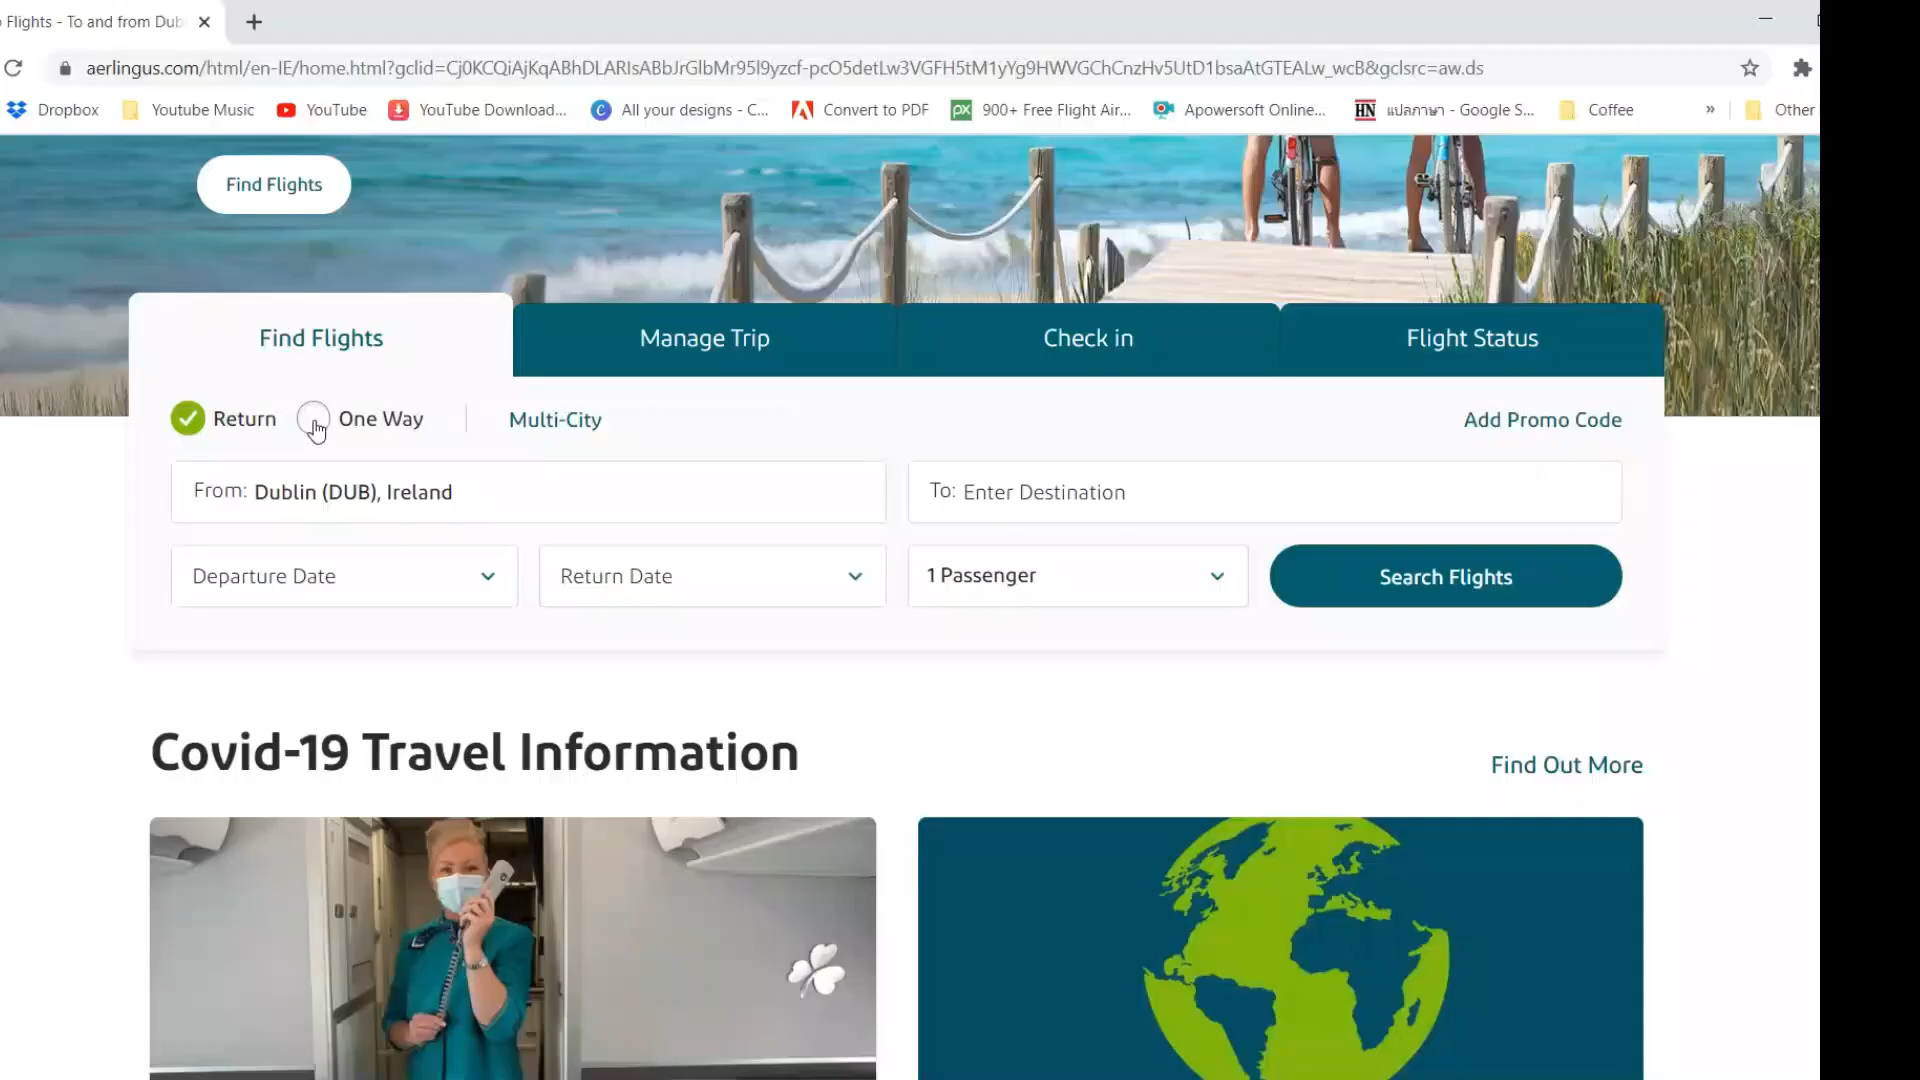 Flights - To and from Dub
aerlingus.com/html/en-IE/home.html?gclid=Cj0KCQiAjKqABhDLARIsABbJrGlbMr95l9yzcf-pcO5detLw3VGFH5tM1yYg9HWVGChCnzHv5UtD1bsaAtGTEALw_wcB&gclsrc=aw.ds
Dropbox Youtube Music YouTube YouTube Download... C All your designs - C... Convert to PDF px 900+ Free Flight Air... Apowersoft Online... HN แปลภาษา - Google S... Coffee » Other
Find Flights
Find Flights Manage Trip Check in Flight Status
Return One Way Multi-City Add Promo Code
From: Dublin (DUB), Ireland To: Enter Destination
Departure Date Return Date 1 Passenger Search Flights
Covid-19 Travel Information
Find Out More